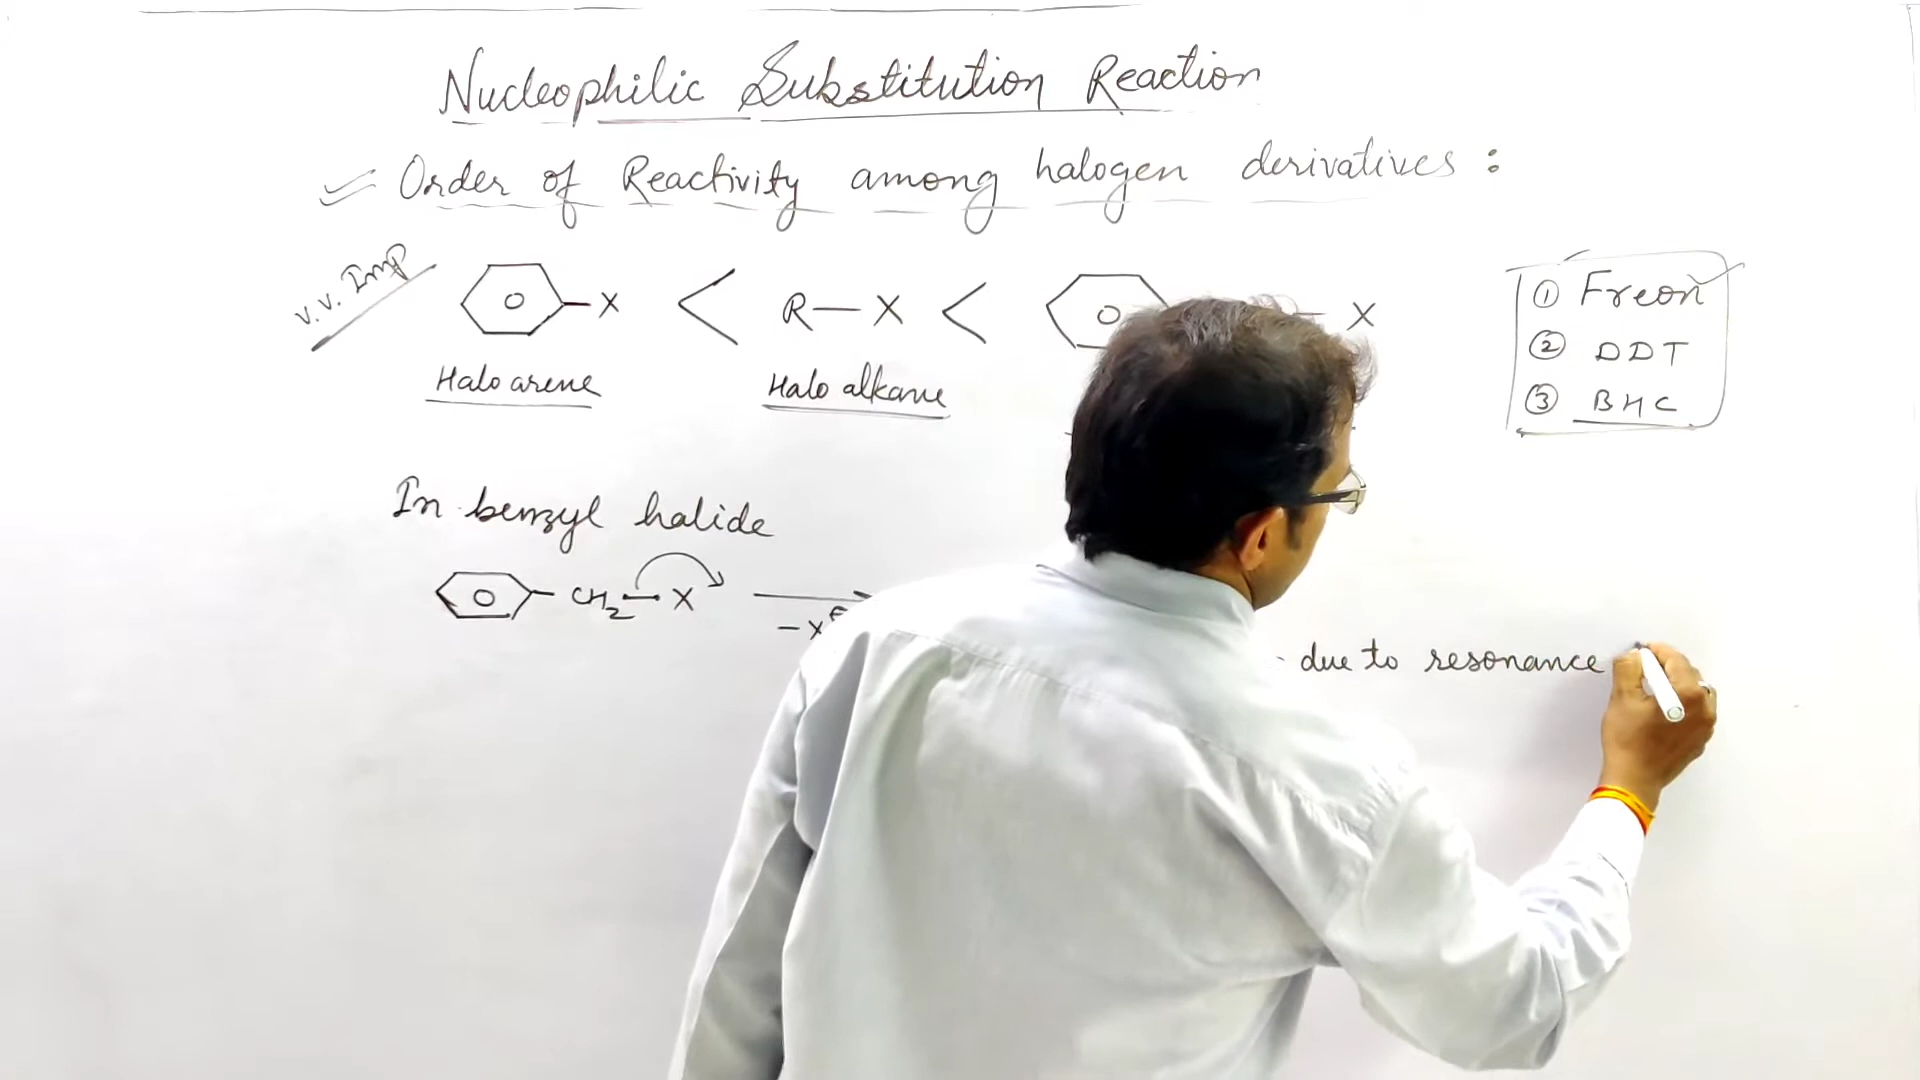 Nucleophilic Substitution Reaction
Order of Reactivity among halogen derivatives :
V.V. Imp
X < R—X < — X
Halo arene Halo alkane
① Freon
② DDT
③ BHC
In benzyl halide
CH₂—X
—X
due to resonance